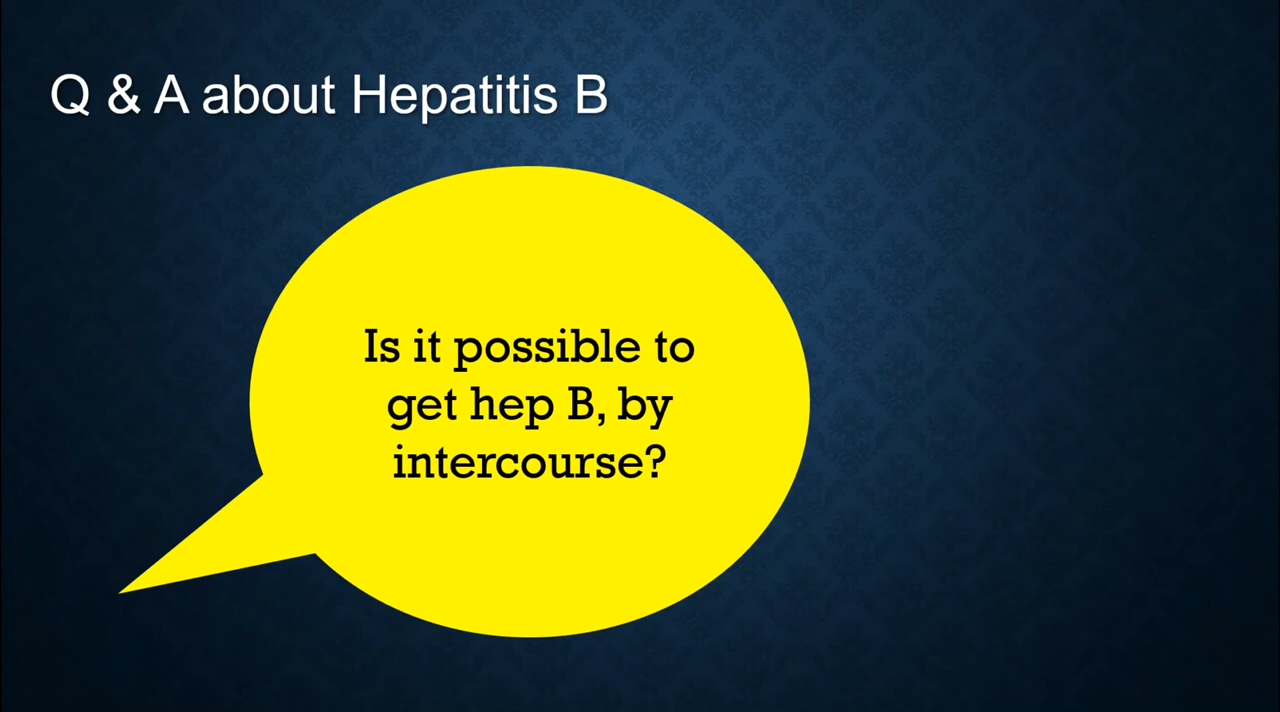 Q & A about Hepatitis B
Is it possible to
get hep B, by
intercourse?